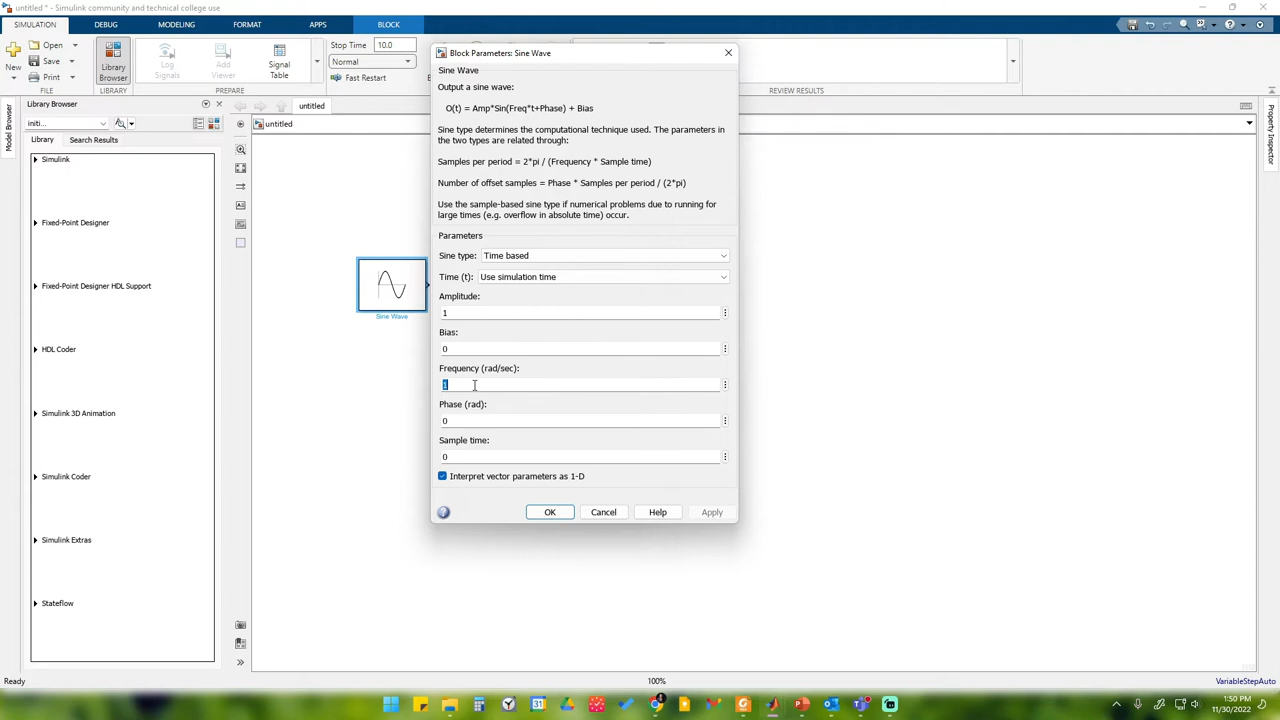 untitled * - Simulink community and technical college use
SIMULATION
DEBUG
MODELING
FORMAT
APPS
BLOCK
New
Open
Save
Print
FILE
Library
Browser
LIBRARY
Log
Signals
Add
Viewer
Signal
Table
PREPARE
Stop Time 10.0
Normal
Fast Restart
REVIEW RESULTS
Library Browser
untitled
initi...
untitled
Library
Search Results
Model Browser
Property Inspector
Simulink
Fixed-Point Designer
Fixed-Point Designer HDL Support
HDL Coder
Simulink 3D Animation
Simulink Coder
Simulink Extras
Stateflow
Sine Wave
Block Parameters: Sine Wave
Sine Wave
Output a sine wave:
O(t) = Amp*Sin(Freq*t+Phase) + Bias
Sine type determines the computational technique used. The parameters in
the two types are related through:
Samples per period = 2*pi / (Frequency * Sample time)
Number of offset samples = Phase * Samples per period / (2*pi)
Use the sample-based sine type if numerical problems due to running for
large times (e.g. overflow in absolute time) occur.
Parameters
Sine type: Time based
Time (t): Use simulation time
Amplitude:
1
Bias:
0
Frequency (rad/sec):
1
Phase (rad):
0
Sample time:
0
Interpret vector parameters as 1-D
OK
Cancel
Help
Apply
Ready
100%
VariableStepAuto
1:50 PM
11/30/2022